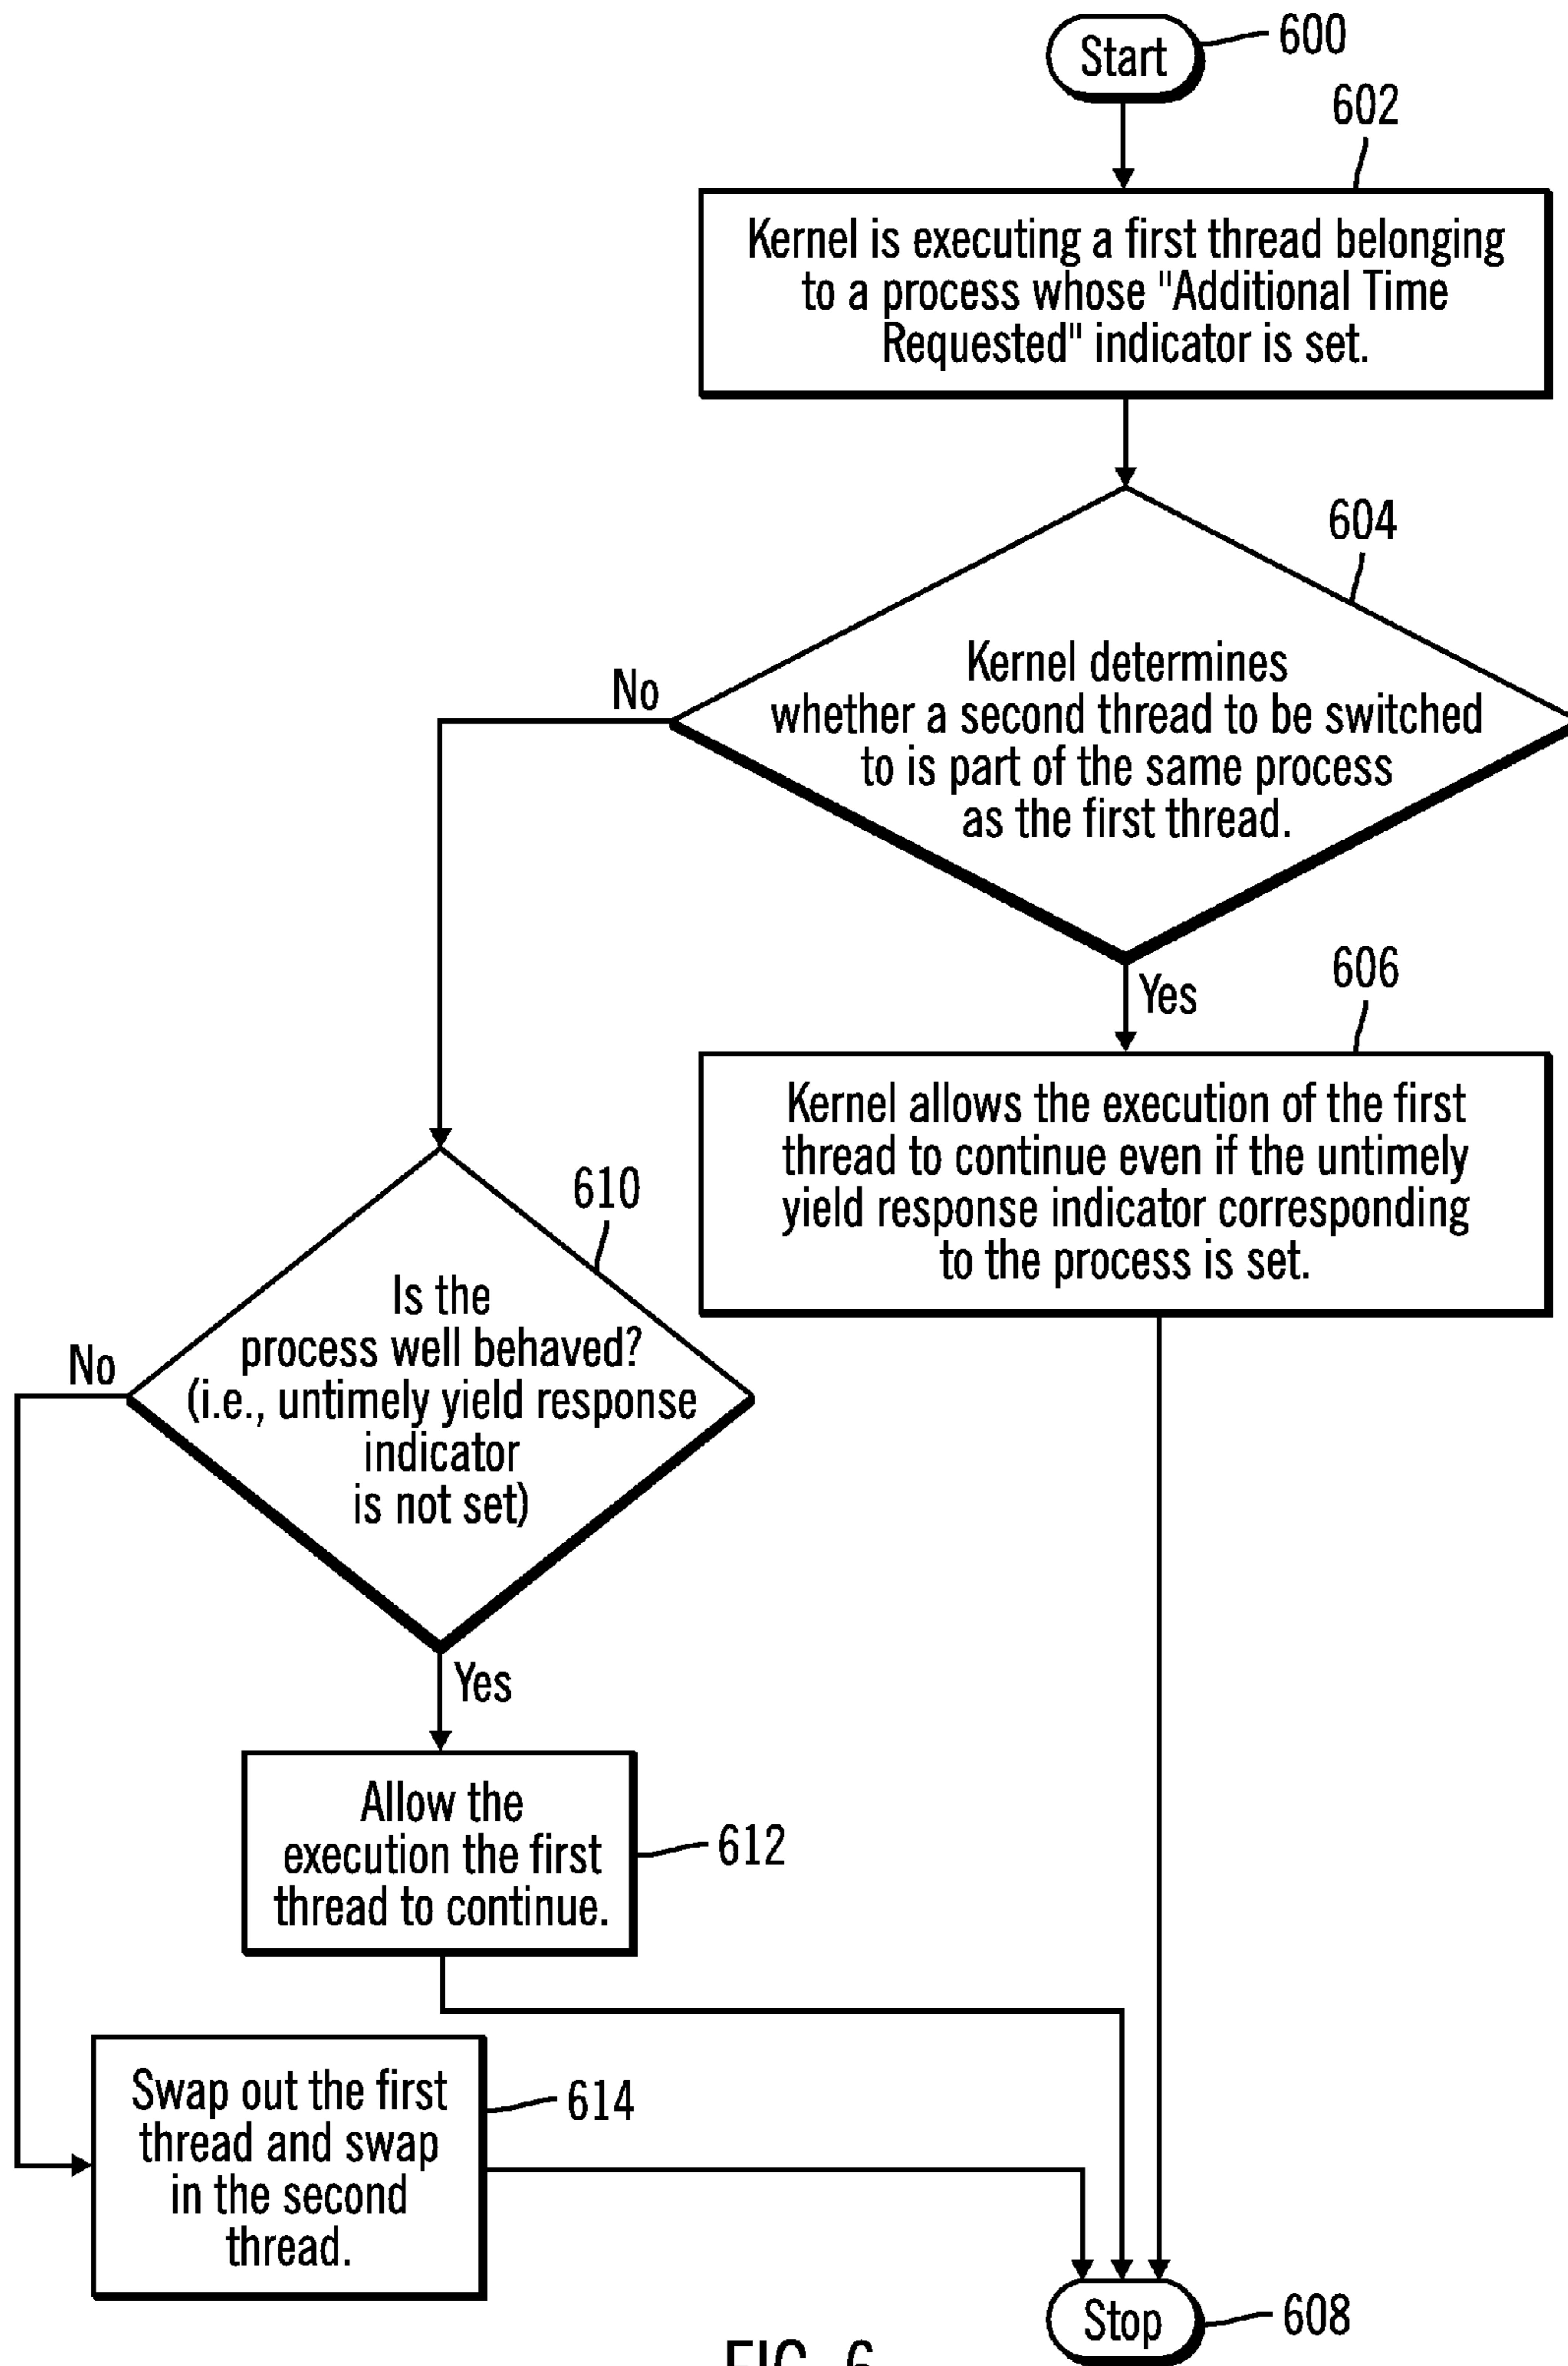 Start
600
602
Kernel is executing a first thread belonging
to a process whose "Additional Time
Requested" indicator is set.
604
Kernel determines
whether a second thread to be switched
to is part of the same process
as the first thread.
No
Yes
606
Kernel allows the execution of the first
thread to continue even if the untimely
yield response indicator corresponding
to the process is set.
610
Is the
process well behaved?
(i.e., untimely yield response
indicator
is not set)
No
Yes
Allow the
execution the first
thread to continue.
612
Swap out the first
thread and swap
in the second
thread.
614
Stop
608
FIG. 6